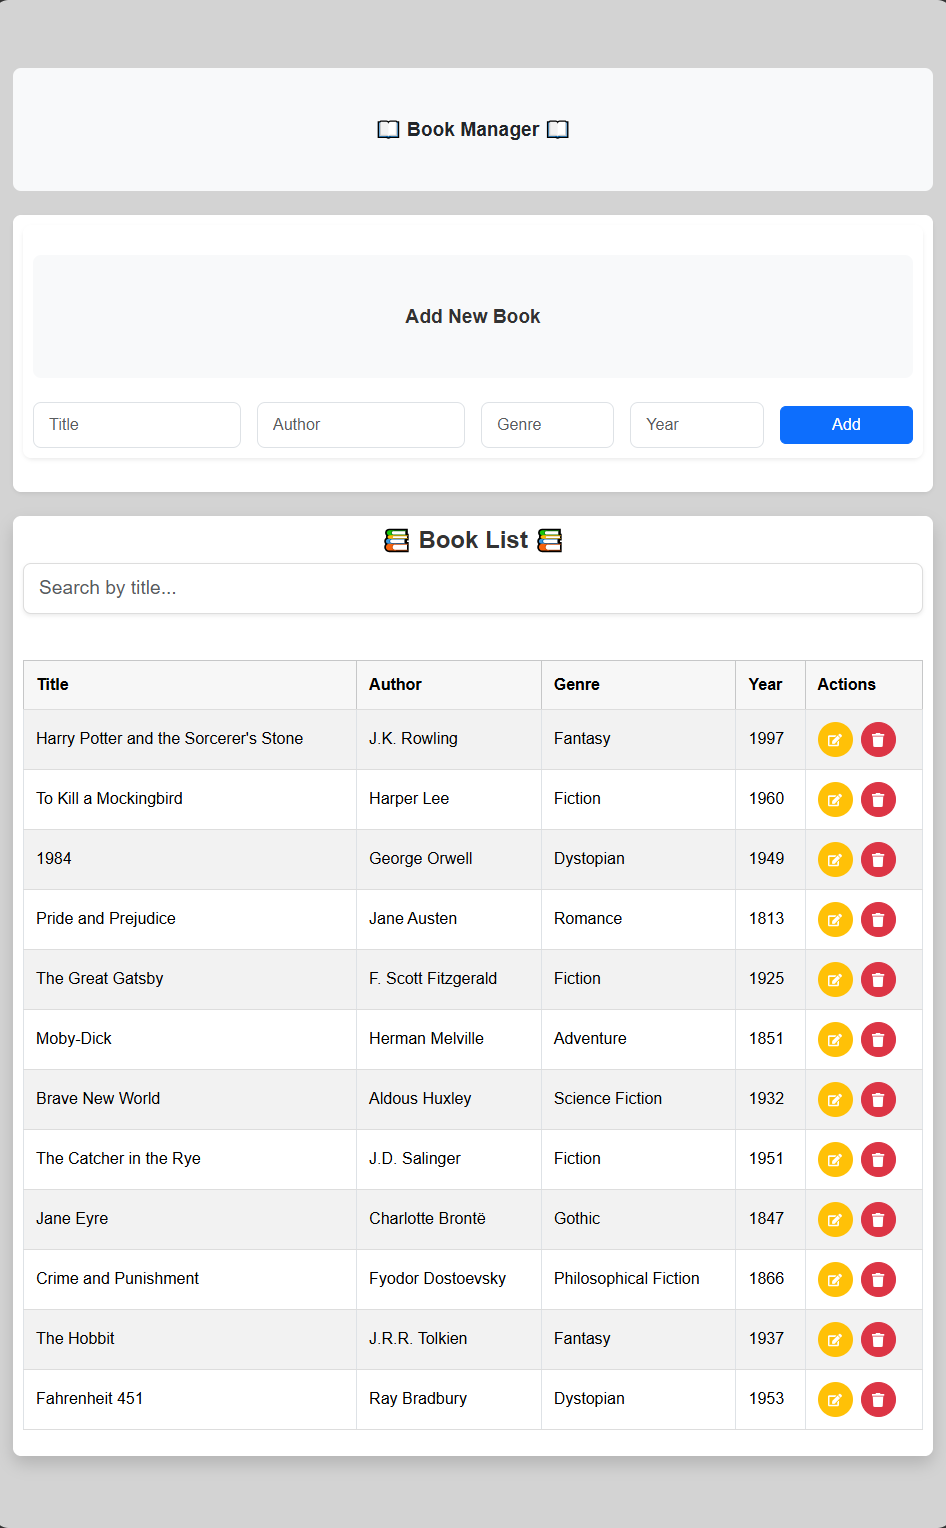 📖 Book Manager 📖
Add New Book
Title Author Genre Year Add
📚 Book List 📚
Search by title...
Title Author Genre Year Actions
Harry Potter and the Sorcerer's Stone J.K. Rowling Fantasy 1997
To Kill a Mockingbird Harper Lee Fiction 1960
1984 George Orwell Dystopian 1949
Pride and Prejudice Jane Austen Romance 1813
The Great Gatsby F. Scott Fitzgerald Fiction 1925
Moby-Dick Herman Melville Adventure 1851
Brave New World Aldous Huxley Science Fiction 1932
The Catcher in the Rye J.D. Salinger Fiction 1951
Jane Eyre Charlotte Brontë Gothic 1847
Crime and Punishment Fyodor Dostoevsky Philosophical Fiction 1866
The Hobbit J.R.R. Tolkien Fantasy 1937
Fahrenheit 451 Ray Bradbury Dystopian 1953